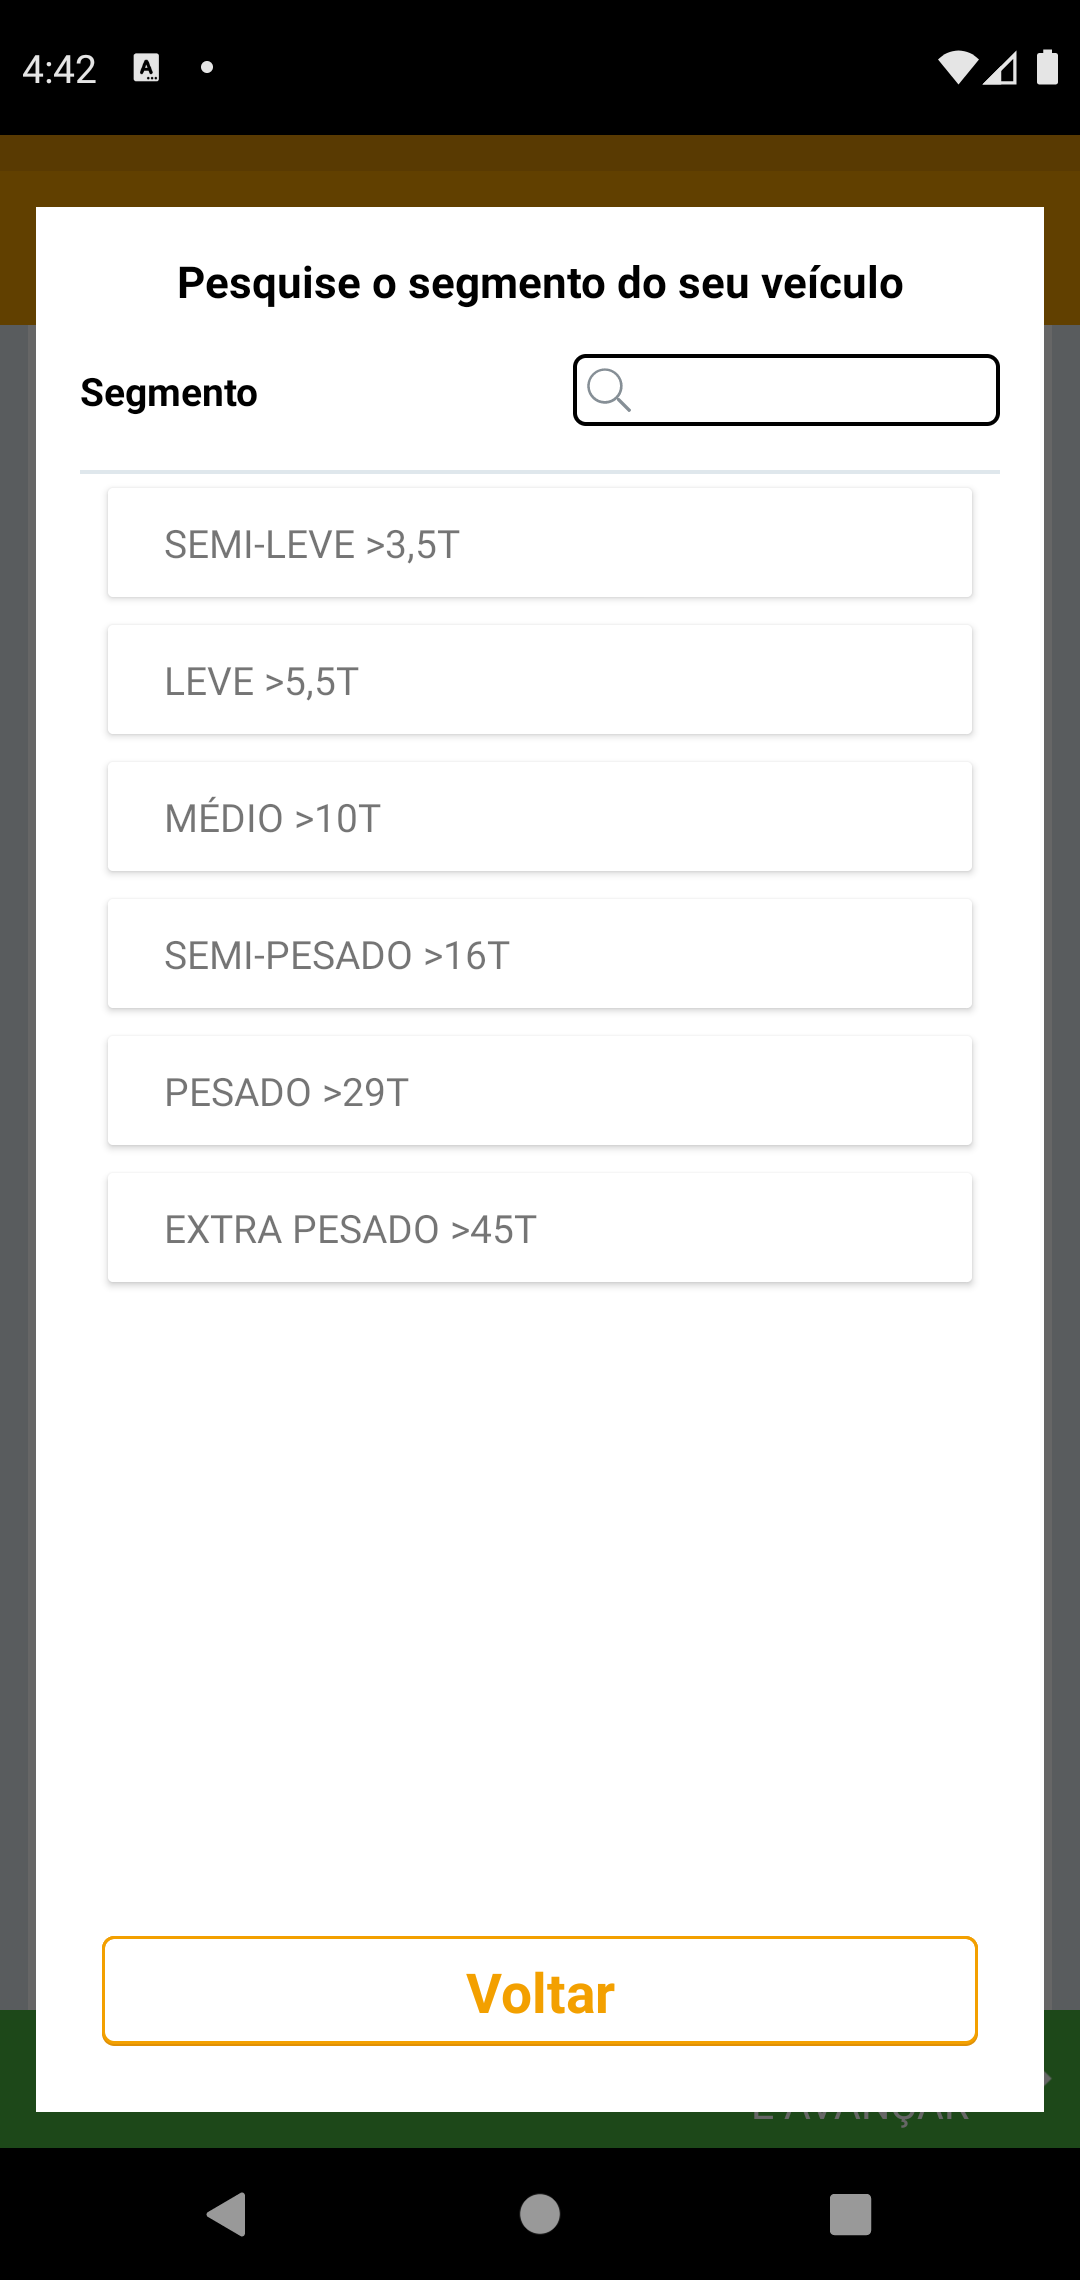 4:42
Pesquise o segmento do seu veículo
Segmento
SEMI-LEVE >3,5T
LEVE >5,5T
MÉDIO >10T
SEMI-PESADO >16T
PESADO >29T
EXTRA PESADO >45T
Voltar
E AVANÇAR